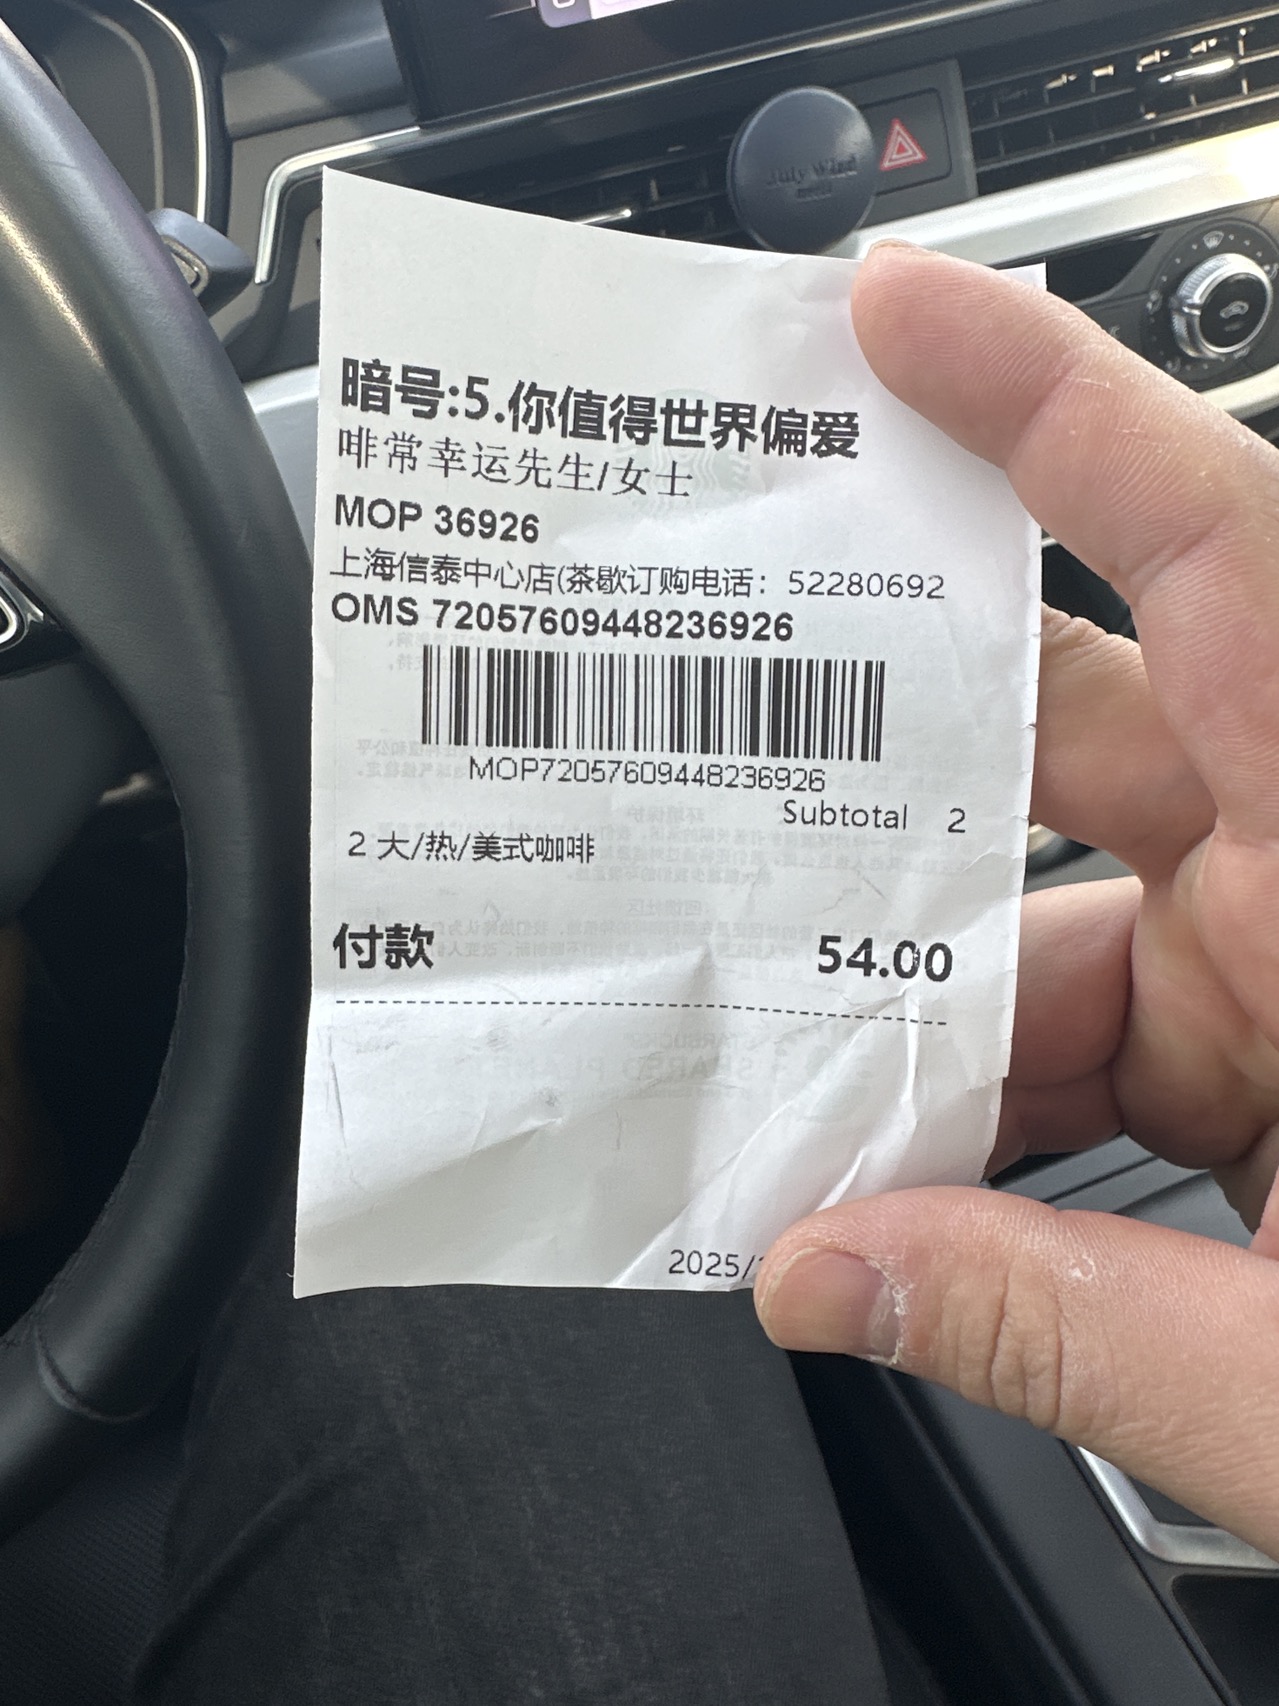 July Wind
暗号:5.你值得世界偏爱
啡常幸运先生/女士
MOP 36926
上海信泰中心店(茶歇订购电话：52280692
OMS 72057609448236926
MOP72057609448236926
Subtotal 2
2 大/热/美式咖啡
付款 54.00
2025/